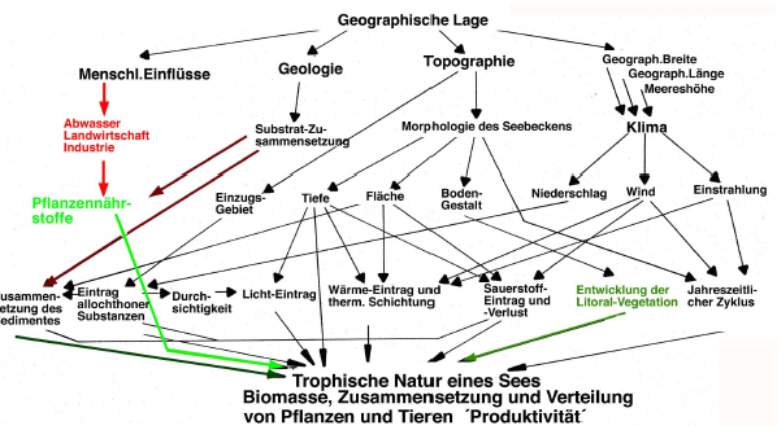 Geographische Lage
Menschl.Einflüsse
Geologie
Topographie
Geograph.Breite
Geograph.Länge
Meereshöhe
Abwasser
Landwirtschaft
Industrie
Substrat-Zu-
sammensetzung
Morphologie des Seebeckens
Klima
Pflanzennähr-
stoffe
Einzugs-
Gebiet
Tiefe
Fläche
Boden-
Gestalt
Niederschlag
Wind
Einstrahlung
usammen-
etzung des
edimentes
Eintrag
allochthoner
Substanzen
Durch-
sichtigkeit
Licht-Eintrag
Wärme-Eintrag und
therm. Schichtung
Sauerstoff-
Eintrag und
-Verlust
Entwicklung der
Litoral-Vegetation
Jahreszeitli-
cher Zyklus
Trophische Natur eines Sees
Biomasse, Zusammensetzung und Verteilung
von Pflanzen und Tieren ´Produktivität´